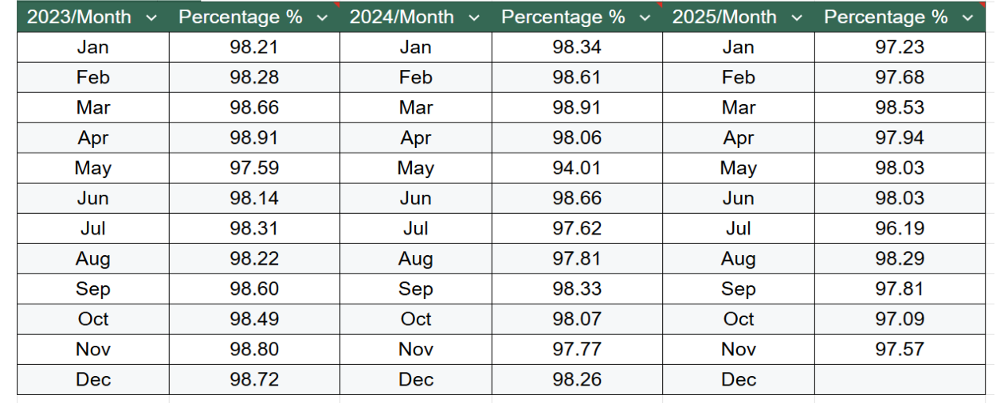 2023/Month Percentage % 2024/Month Percentage % 2025/Month Percentage %
Jan 98.21 Jan 98.34 Jan 97.23
Feb 98.28 Feb 98.61 Feb 97.68
Mar 98.66 Mar 98.91 Mar 98.53
Apr 98.91 Apr 98.06 Apr 97.94
May 97.59 May 94.01 May 98.03
Jun 98.14 Jun 98.66 Jun 98.03
Jul 98.31 Jul 97.62 Jul 96.19
Aug 98.22 Aug 97.81 Aug 98.29
Sep 98.60 Sep 98.33 Sep 97.81
Oct 98.49 Oct 98.07 Oct 97.09
Nov 98.80 Nov 97.77 Nov 97.57
Dec 98.72 Dec 98.26 Dec